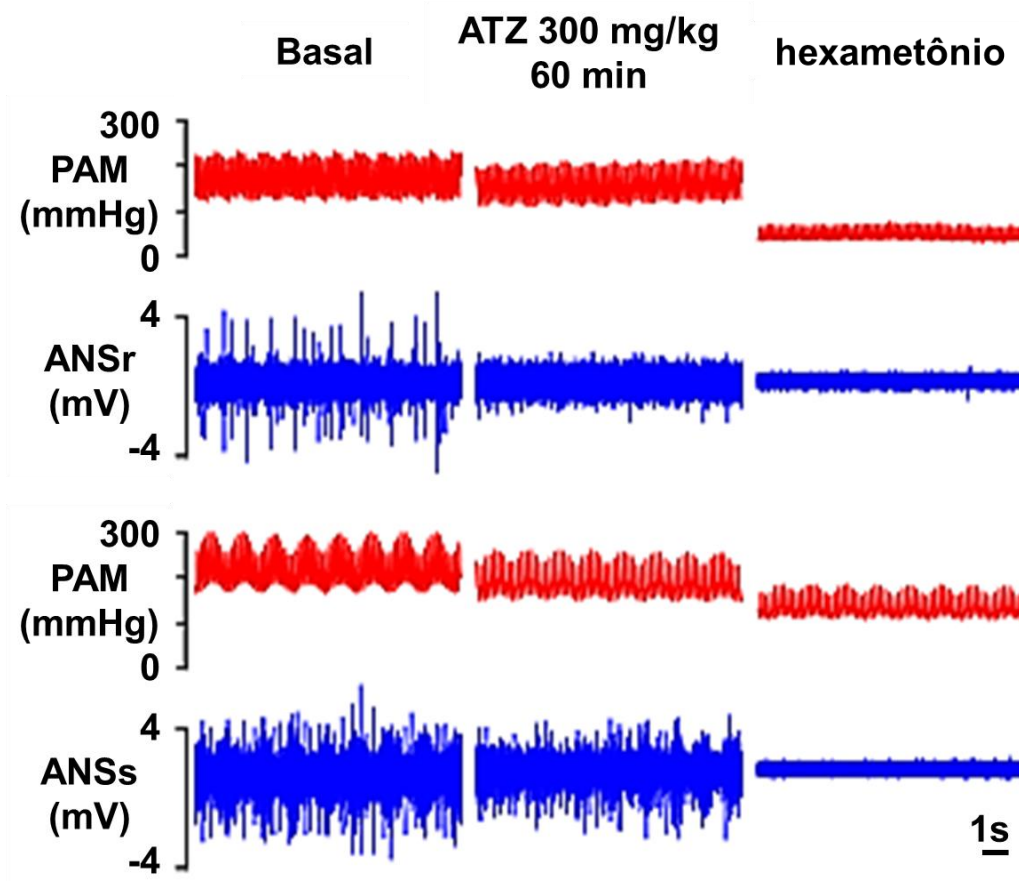 Basal
ATZ 300 mg/kg
60 min
hexametônio
300
PAM
(mmHg)
0
4
ANSr
(mV)
-4
300
PAM
(mmHg)
0
4
ANSs
(mV)
-4
1s